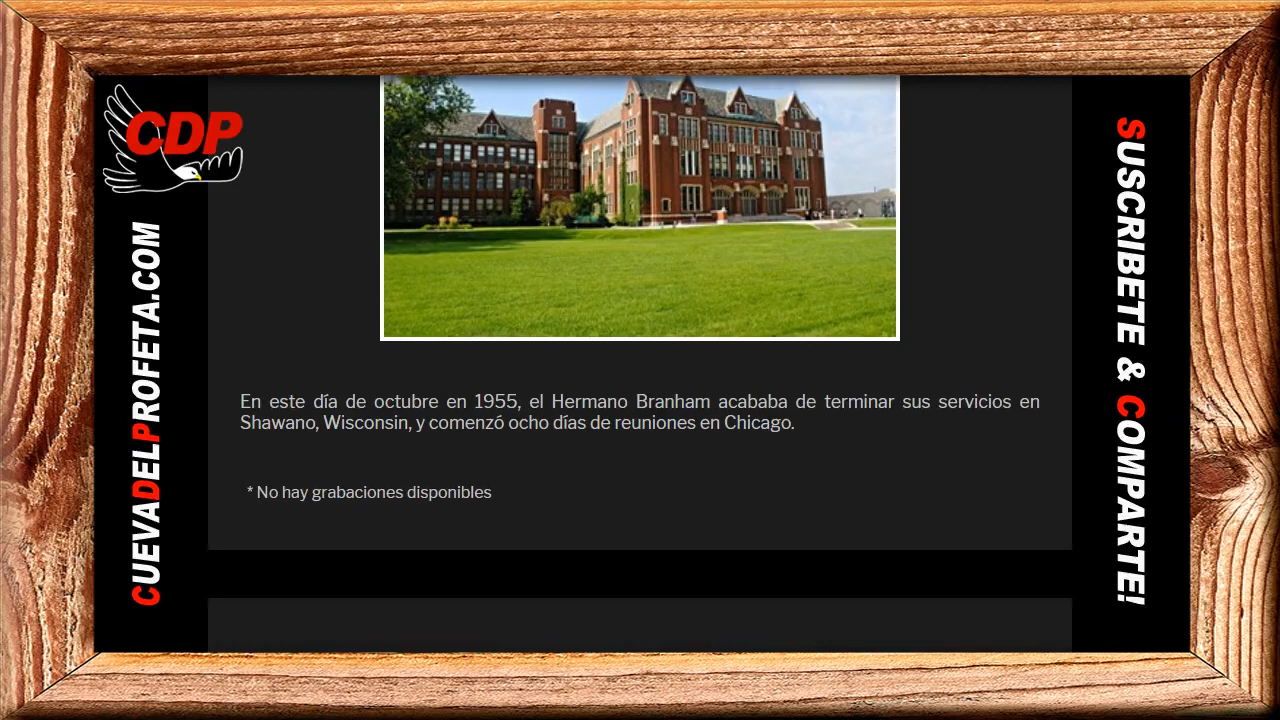 CDP
CUEVADELPROFETA.COM
SUSCRIBETE & COMPARTE!
En este día de octubre en 1955, el Hermano Branham acababa de terminar sus servicios en
Shawano, Wisconsin, y comenzó ocho días de reuniones en Chicago.
* No hay grabaciones disponibles